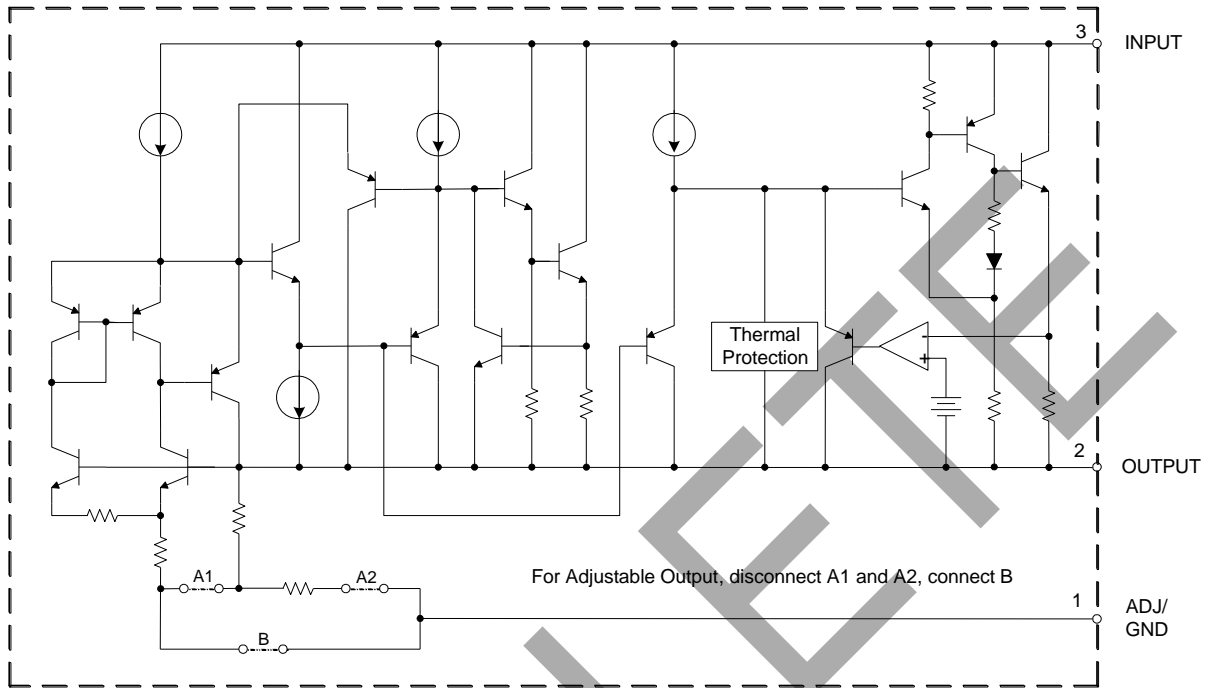 3
INPUT
Thermal
Protection
-
+
2
OUTPUT
A1
A2
For Adjustable Output, disconnect A1 and A2, connect B
1
ADJ/
GND
B
LETE